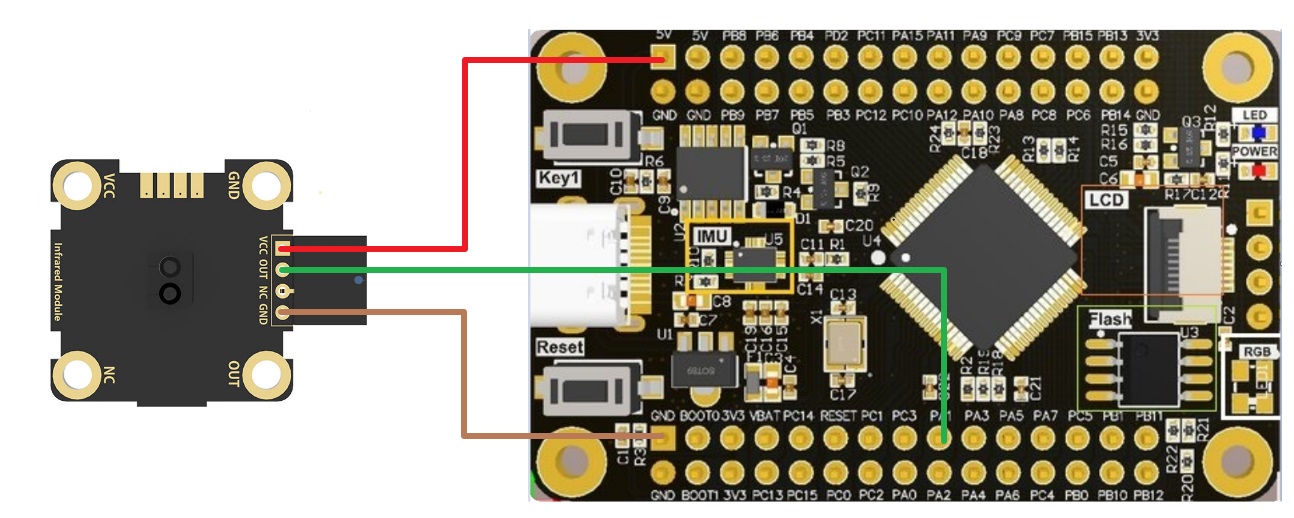 5V 5V PB8 PB6 PB4 PD2 PC11 PA15 PA11 PA9 PC9 PC7 PB15 PB13 3V3
GND GND PB9 PB7 PB5 PB3 PC12 PC10 PA12 PA10 PA8 PC8 PC6 PB14 GND
Key1
R6
C10
C9
U2
Q1
R8
R5
R4
D1
Q2
R9
C20
R24
C18
R23
R13
R14
R15
R16
C5
C6
Q3
R12
R17
C12
LED
POWER
LCD
IMU
U5
C11
R1
C14
U4
C8
C7
U1
C19
C16
C15
C13
X1
C17
F1
C3
C4
R2
R19
R18
C21
Flash
U3
C2
RGB
LED1
Reset
VCC
GND
VCC
OUT
NC
GND
Infrared Module
NC
OUT
GND BOOT0 3V3 VBAT PC14 RESET PC1 PC3 PA1 PA3 PA5 PA7 PC5 PB1 PB11
C1
R3
R22
R21
R20
GND BOOT1 3V3 PC13 PC15 PC0 PC2 PA0 PA2 PA4 PA6 PC4 PB0 PB10 PB12